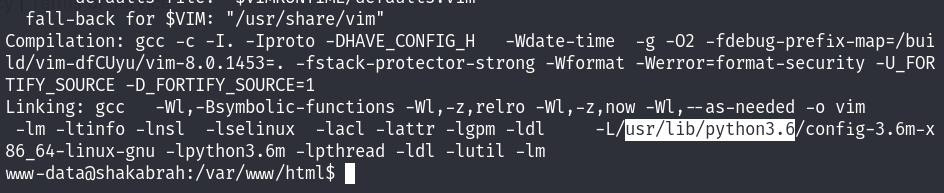 fall-back for $VIM: "/usr/share/vim"
Compilation: gcc -c -I. -Iproto -DHAVE_CONFIG_H   -Wdate-time  -g -O2 -fdebug-prefix-map=/bui
ld/vim-dfCUyu/vim-8.0.1453=. -fstack-protector-strong -Wformat -Werror=format-security -U_FOR
TIFY_SOURCE -D_FORTIFY_SOURCE=1
Linking: gcc   -Wl,-Bsymbolic-functions -Wl,-z,relro -Wl,-z,now -Wl,--as-needed -o vim
-lm -ltinfo -lnsl  -lselinux  -lacl -lattr -lgpm -ldl     -L/usr/lib/python3.6/config-3.6m-x
86_64-linux-gnu -lpython3.6m -lpthread -ldl -lutil -lm
www-data@shakabrah:/var/www/html$